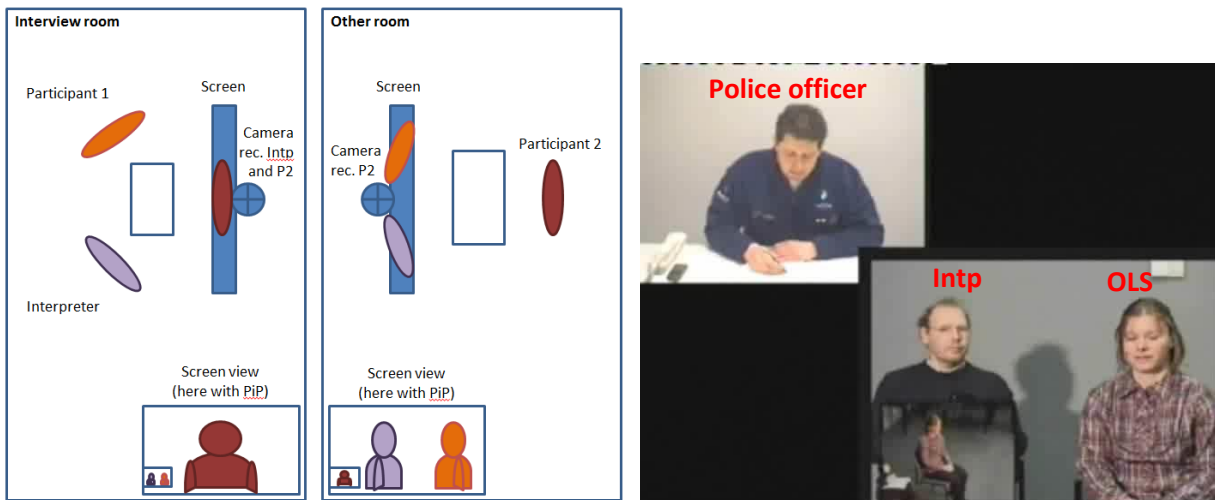 Interview room
Participant 1
Screen
Camera
rec. Intp
and P2
Interpreter
Screen view
(here with PiP)
Other room
Screen
Camera
rec. P2
Participant 2
Screen view
(here with PiP)
Police officer
Intp
OLS